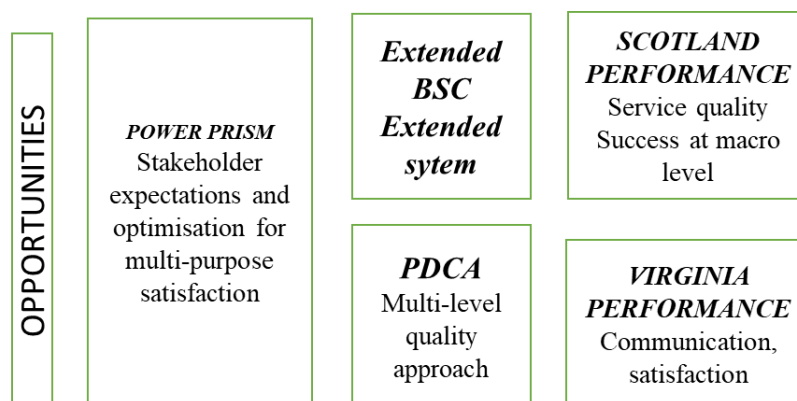 OPPORTUNITIES
POWER PRISM
Stakeholder
expectations and
optimisation for
multi-purpose
satisfaction
Extended
BSC
Extended
sytem
PDCA
Multi-level
quality
approach
SCOTLAND
PERFORMANCE
Service quality
Success at macro
level
VIRGINIA
PERFORMANCE
Communication,
satisfaction